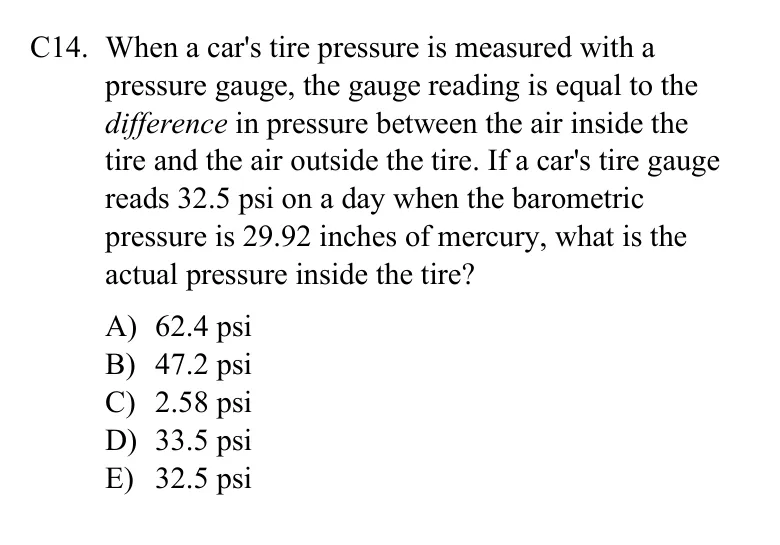 C14. When a car's tire pressure is measured with a
pressure gauge, the gauge reading is equal to the
difference in pressure between the air inside the
tire and the air outside the tire. If a car's tire gauge
reads 32.5 psi on a day when the barometric
pressure is 29.92 inches of mercury, what is the
actual pressure inside the tire?
A) 62.4 psi
B) 47.2 psi
C) 2.58 psi
D) 33.5 psi
E) 32.5 psi